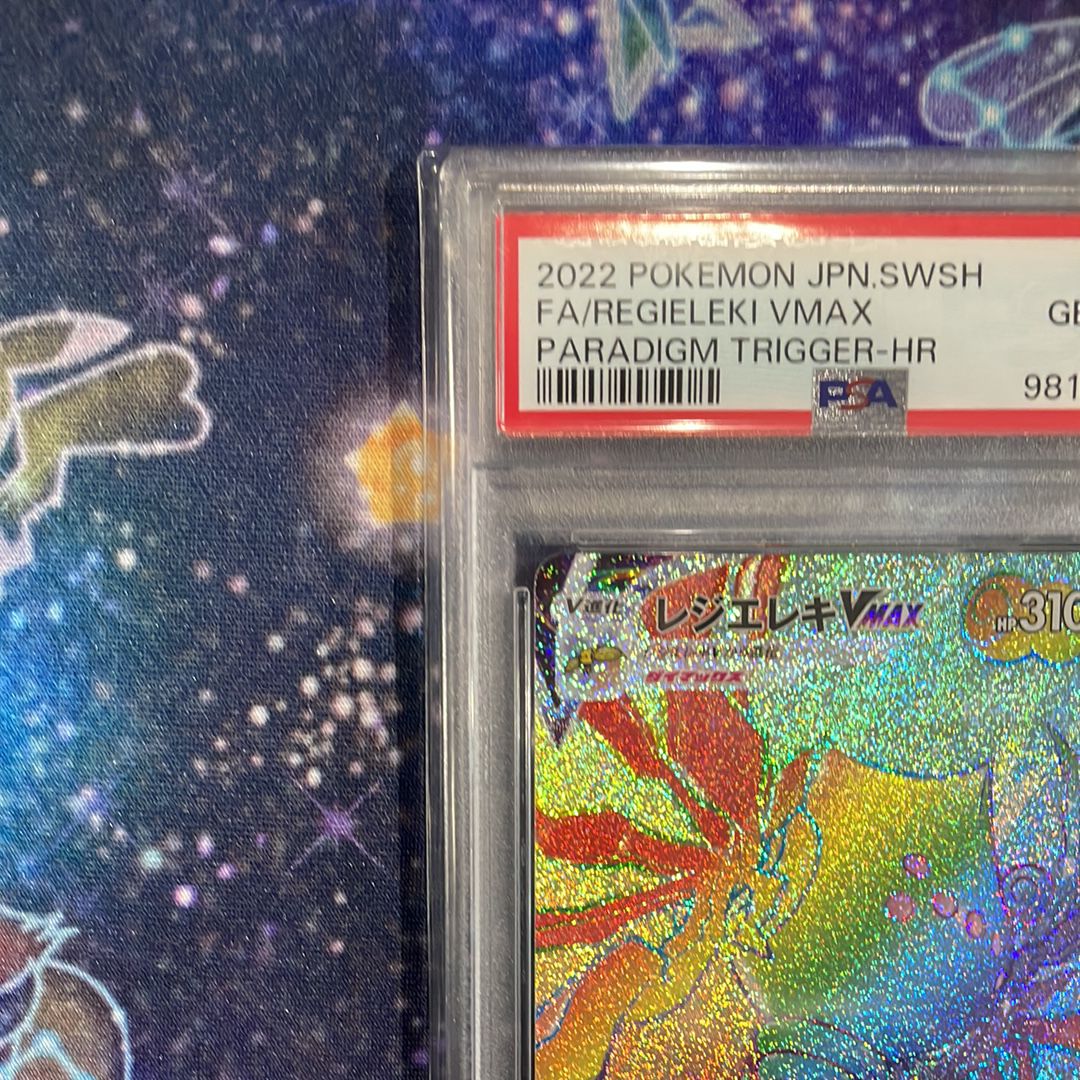 2022 POKEMON JPN.SWSH
FA/REGIELEKI VMAX GE
PARADIGM TRIGGER-HR
PSA 981
V進化 レジエレキVMAX HP310
ダイマックス